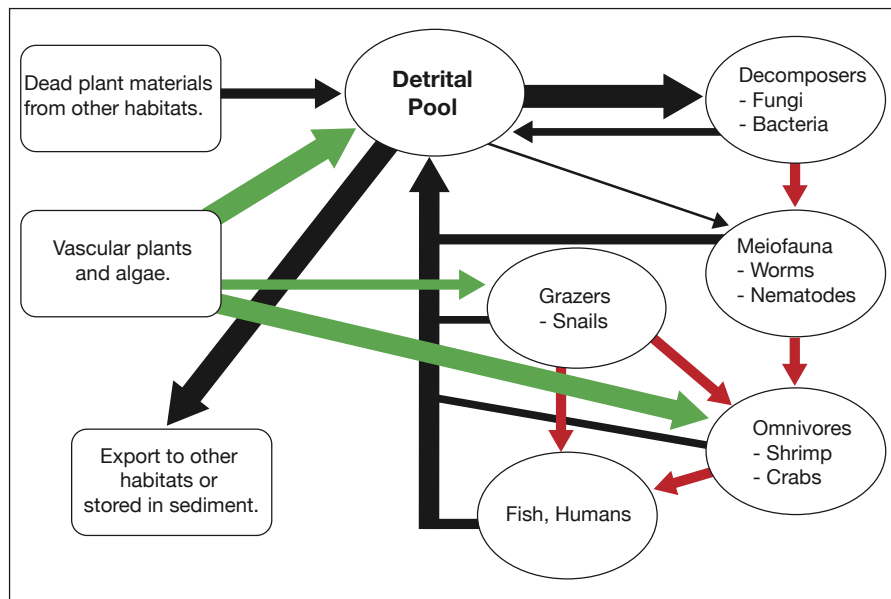 Dead plant materials
from other habitats.
Detrital
Pool
Decomposers
- Fungi
- Bacteria
Vascular plants
and algae.
Meiofauna
- Worms
- Nematodes
Grazers
- Snails
Export to other
habitats or
stored in sediment.
Fish, Humans
Omnivores
- Shrimp
- Crabs